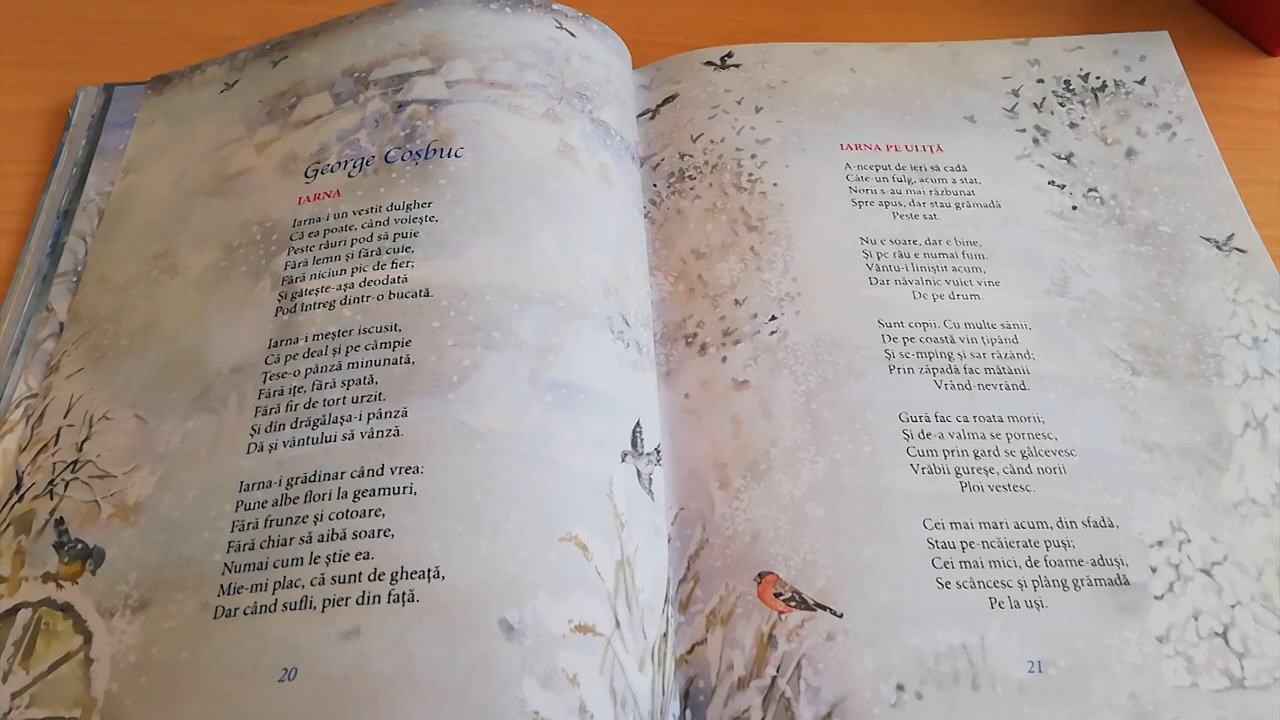 George Coșbuc
IARNA
Iarna-i un vestit dulgher
Că ea poate, când voiește,
Peste râuri pod să puie
Fără lemn și fără cuie,
Fără niciun pic de fier;
Și gătește-așa deodată
Pod întreg dintr-o bucată.
Iarna-i meșter iscusit,
Că pe deal și pe câmpie
Țese-o pânză minunată,
Fără ițe, fără spată,
Fără fir de tort urzit.
Și din drăgălașa-i pânză
Dă și vântului să vânză.
Iarna-i grădinar când vrea:
Pune albe flori la geamuri,
Fără frunze și cotoare,
Fără chiar să aibă soare,
Numai cum le știe ea.
Mie-mi plac, că sunt de gheață,
Dar când sufli, pier din față.
20
IARNA PE ULIȚĂ
A-nceput de ieri să cadă
Câte-un fulg, acum a stat,
Norii s-au mai răzbunat
Spre apus, dar stau grămadă
Peste sat.
Nu e soare, dar e bine,
Și pe râu e numai fum.
Vântu-i liniștit acum,
Dar năvalnic vuiet vine
De pe drum.
Sunt copii. Cu multe sănii,
De pe coastă vin țipând
Și se-mping și sar râzând;
Prin zăpadă fac mătănii
Vrând-nevrând.
Gură fac ca roata morii;
Și de-a valma se pornesc,
Cum prin gard se gâlcevesc
Vrăbii gureșe, când norii
Ploi vestesc.
Cei mai mari acum, din sfadă,
Stau pe-ncăierate puși;
Cei mai mici, de foame-aduși,
Se scâncesc și plâng grămadă
Pe la uși.
21